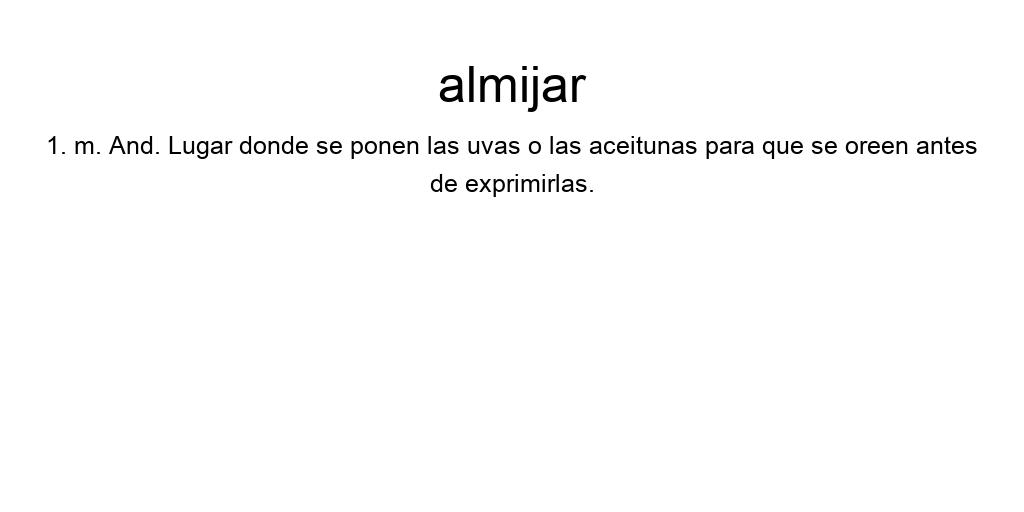 almijar
1. m. And. Lugar donde se ponen las uvas o las aceitunas para que se oreen antes
de exprimirlas.